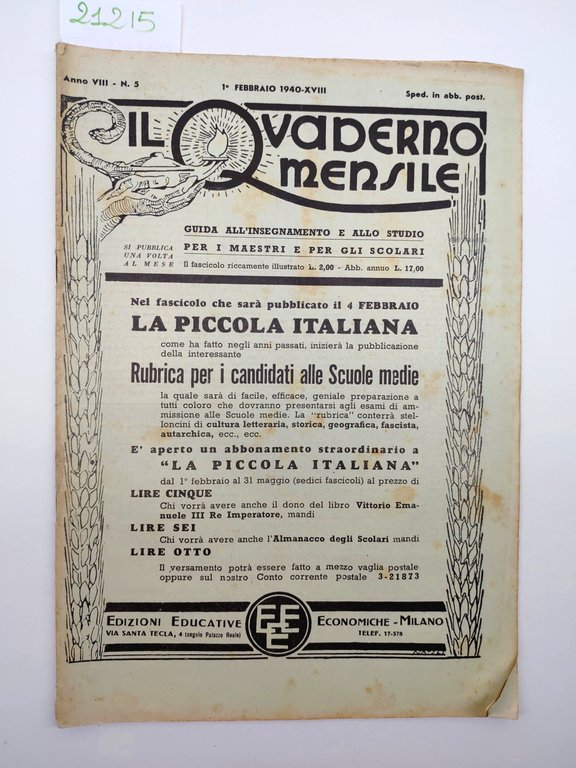 21215
Anno VIII - N. 5
1° FEBBRAIO 1940-XVIII
Sped. in abb. post.
IL QVADERNO
MENSILE
GUIDA ALL'INSEGNAMENTO E ALLO STUDIO
SI PUBBLICA
UNA VOLTA
AL MESE
PER I MAESTRI E PER GLI SCOLARI
Il fascicolo riccamente illustrato L. 2,00 - Abb. annuo L. 17,00
Nel fascicolo che sarà pubblicato il 4 FEBBRAIO
LA PICCOLA ITALIANA
come ha fatto negli anni passati, inizierà la pubblicazione
della interessante
Rubrica per i candidati alle Scuole medie
la quale sarà di facile, efficace, geniale preparazione a
tutti coloro che dovranno presentarsi agli esami di am-
missione alle Scuole medie. La "rubrica" conterrà stel-
loncini di cultura letteraria, storica, geografica, fascista,
autarchica, ecc., ecc.
E' aperto un abbonamento straordinario a
"LA PICCOLA ITALIANA"
dal 1° febbraio al 31 maggio (sedici fascicoli) al prezzo di
LIRE CINQUE
Chi vorrà avere anche il dono del libro Vittorio Ema-
nuele III Re Imperatore, mandi
LIRE SEI
Chi vorrà avere anche l'Almanacco degli Scolari mandi
LIRE OTTO
Il versamento potrà essere fatto a mezzo vaglia postale
oppure sul nostro Conto corrente postale 3-21873
EDIZIONI EDUCATIVE
VIA SANTA TECLA, 4 (angolo Palazzo Reale)
EEE
ECONOMICHE - MILANO
TELEF. 17-578